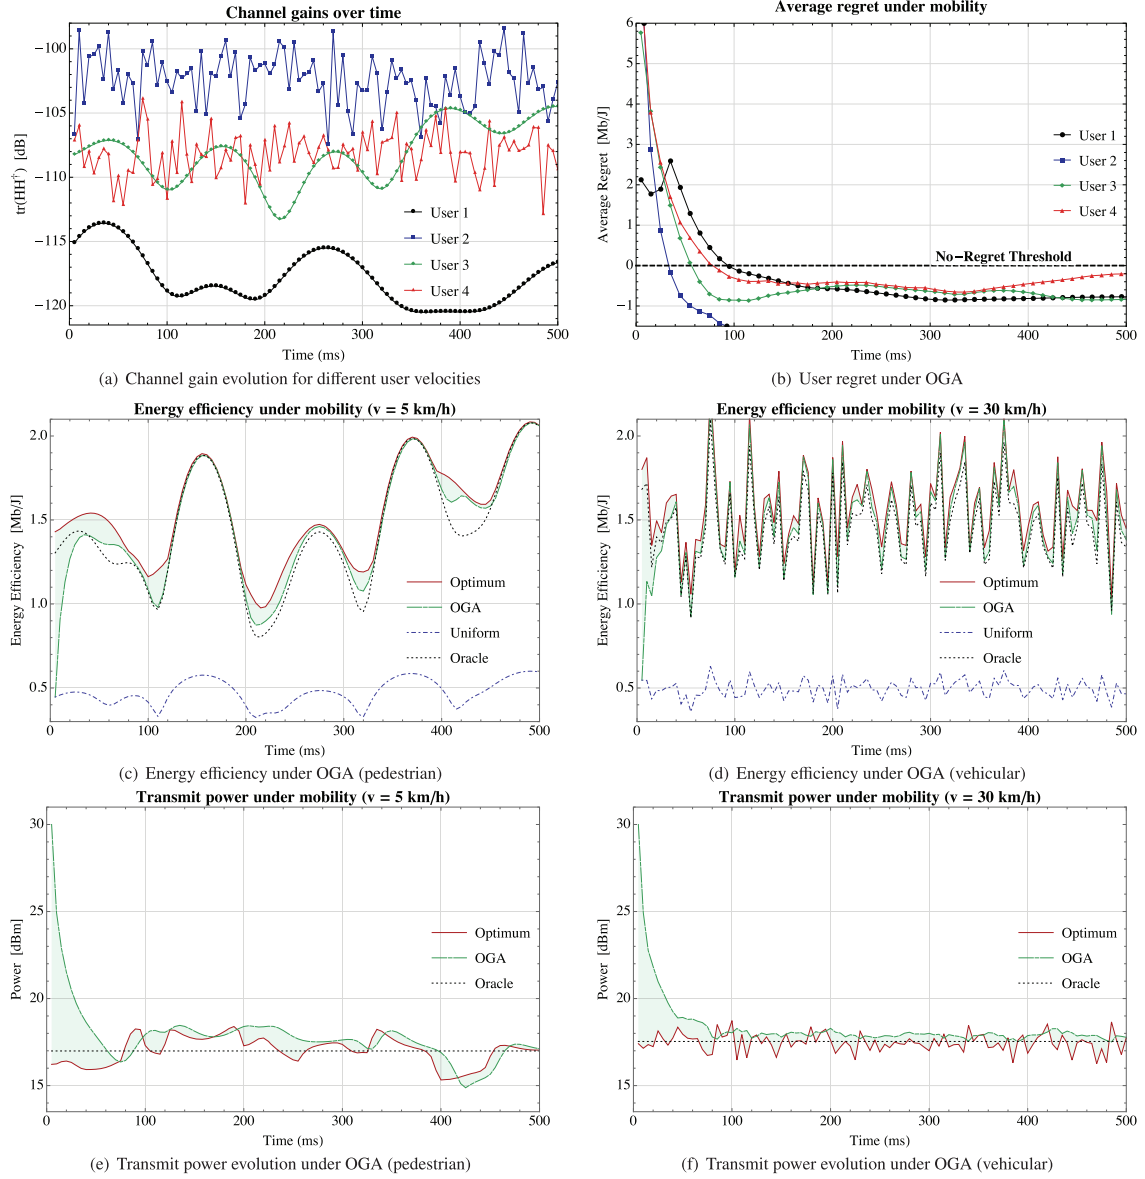 Channel gains over time
tr(HH†) [dB]
−100
−105
−110
−115
−120
User 1
User 2
User 3
User 4
0
100
200
300
400
500
Time (ms)
(a) Channel gain evolution for different user velocities
Average regret under mobility
Average Regret [Mb/J]
6
5
4
3
2
1
0
−1
User 1
User 2
User 3
User 4
No−Regret Threshold
0
100
200
300
400
500
Time (ms)
(b) User regret under OGA
Energy efficiency under mobility (v = 5 km/h)
Energy Efficiency [Mb/J]
2.0
1.5
1.0
0.5
Optimum
OGA
Uniform
Oracle
0
100
200
300
400
500
Time (ms)
(c) Energy efficiency under OGA (pedestrian)
Energy efficiency under mobility (v = 30 km/h)
Energy Efficiency [Mb/J]
2.0
1.5
1.0
0.5
Optimum
OGA
Uniform
Oracle
0
100
200
300
400
500
Time (ms)
(d) Energy efficiency under OGA (vehicular)
Transmit power under mobility (v = 5 km/h)
Power [dBm]
30
25
20
15
Optimum
OGA
Oracle
0
100
200
300
400
500
Time (ms)
(e) Transmit power evolution under OGA (pedestrian)
Transmit power under mobility (v = 30 km/h)
Power [dBm]
30
25
20
15
Optimum
OGA
Oracle
0
100
200
300
400
500
Time (ms)
(f) Transmit power evolution under OGA (vehicular)